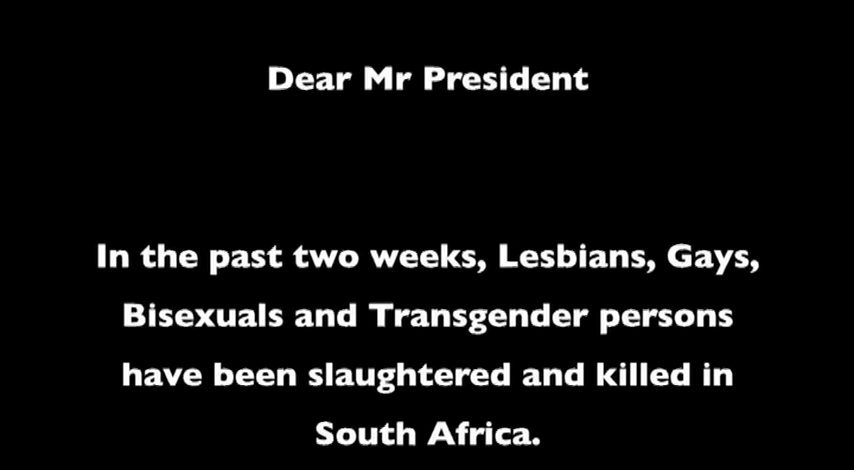 Dear Mr President
In the past two weeks, Lesbians, Gays,
Bisexuals and Transgender persons
have been slaughtered and killed in
South Africa.